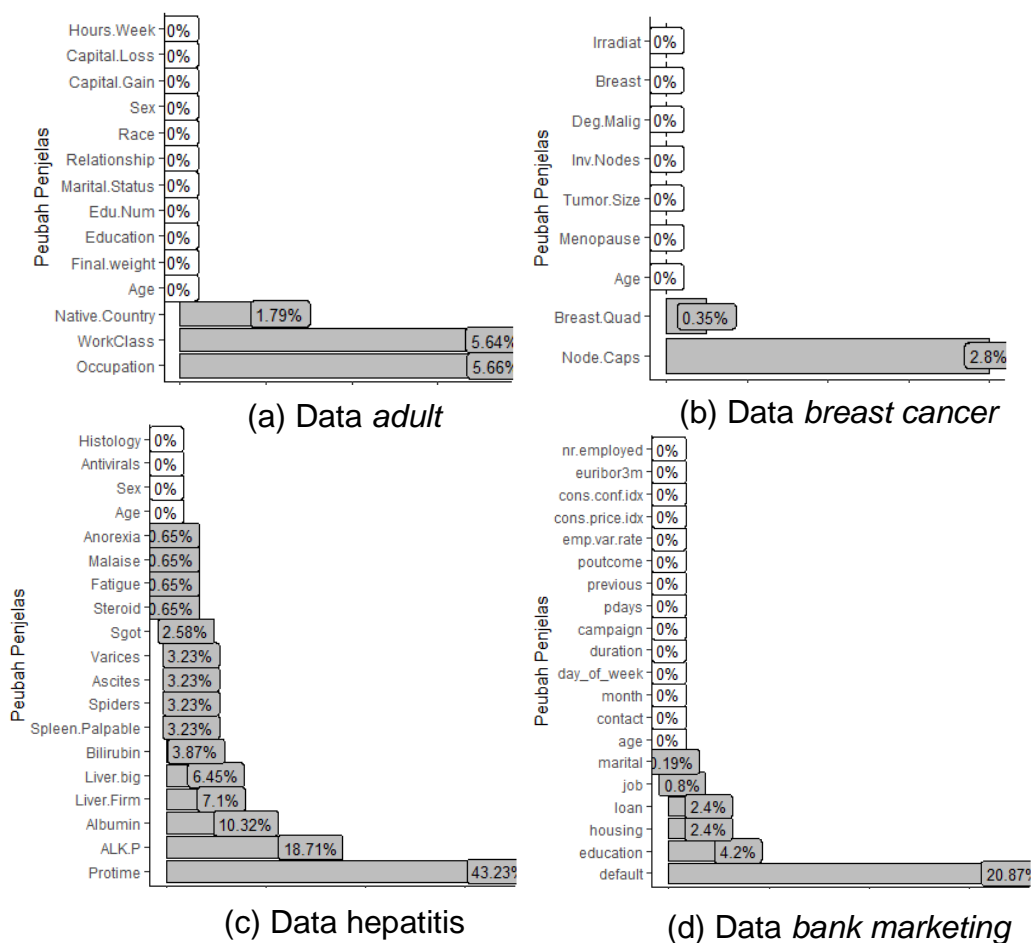 Peubah Penjelas
Hours.Week 0%
Capital.Loss 0%
Capital.Gain 0%
Sex 0%
Race 0%
Relationship 0%
Marital.Status 0%
Edu.Num 0%
Education 0%
Final.weight 0%
Age 0%
Native.Country 1.79%
WorkClass 5.64%
Occupation 5.66%
(a) Data adult
Peubah Penjelas
Irradiat 0%
Breast 0%
Deg.Malig 0%
Inv.Nodes 0%
Tumor.Size 0%
Menopause 0%
Age 0%
Breast.Quad 0.35%
Node.Caps 2.8%
(b) Data breast cancer
Peubah Penjelas
Histology 0%
Antivirals 0%
Sex 0%
Age 0%
Anorexia 0.65%
Malaise 0.65%
Fatigue 0.65%
Steroid 0.65%
Sgot 2.58%
Varices 3.23%
Ascites 3.23%
Spiders 3.23%
Spleen.Palpable 3.23%
Bilirubin 3.87%
Liver.big 6.45%
Liver.Firm 7.1%
Albumin 10.32%
ALK.P 18.71%
Protime 43.23%
(c) Data hepatitis
Peubah Penjelas
nr.employed 0%
euribor3m 0%
cons.conf.idx 0%
cons.price.idx 0%
emp.var.rate 0%
poutcome 0%
previous 0%
pdays 0%
campaign 0%
duration 0%
day_of_week 0%
month 0%
contact 0%
age 0%
marital 0.19%
job 0.8%
loan 2.4%
housing 2.4%
education 4.2%
default 20.87%
(d) Data bank marketing